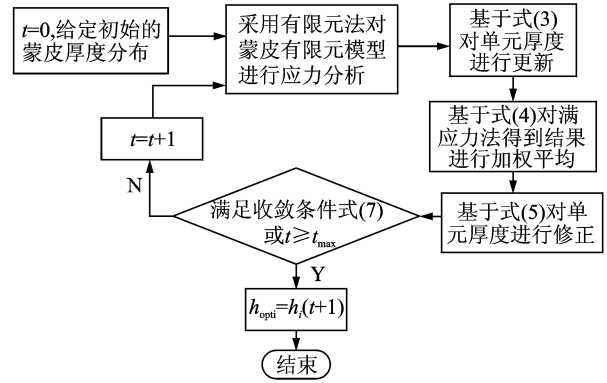 t=0,给定初始的
蒙皮厚度分布
采用有限元法对
蒙皮有限元模型
进行应力分析
基于式(3)
对单元厚度
进行更新
基于式(4)对满
应力法得到结果
进行加权平均
基于式(5)对单
元厚度进行修正
满足收敛条件式(7)
或t≥tmax
N
t=t+1
Y
hopti=hi(t+1)
结束